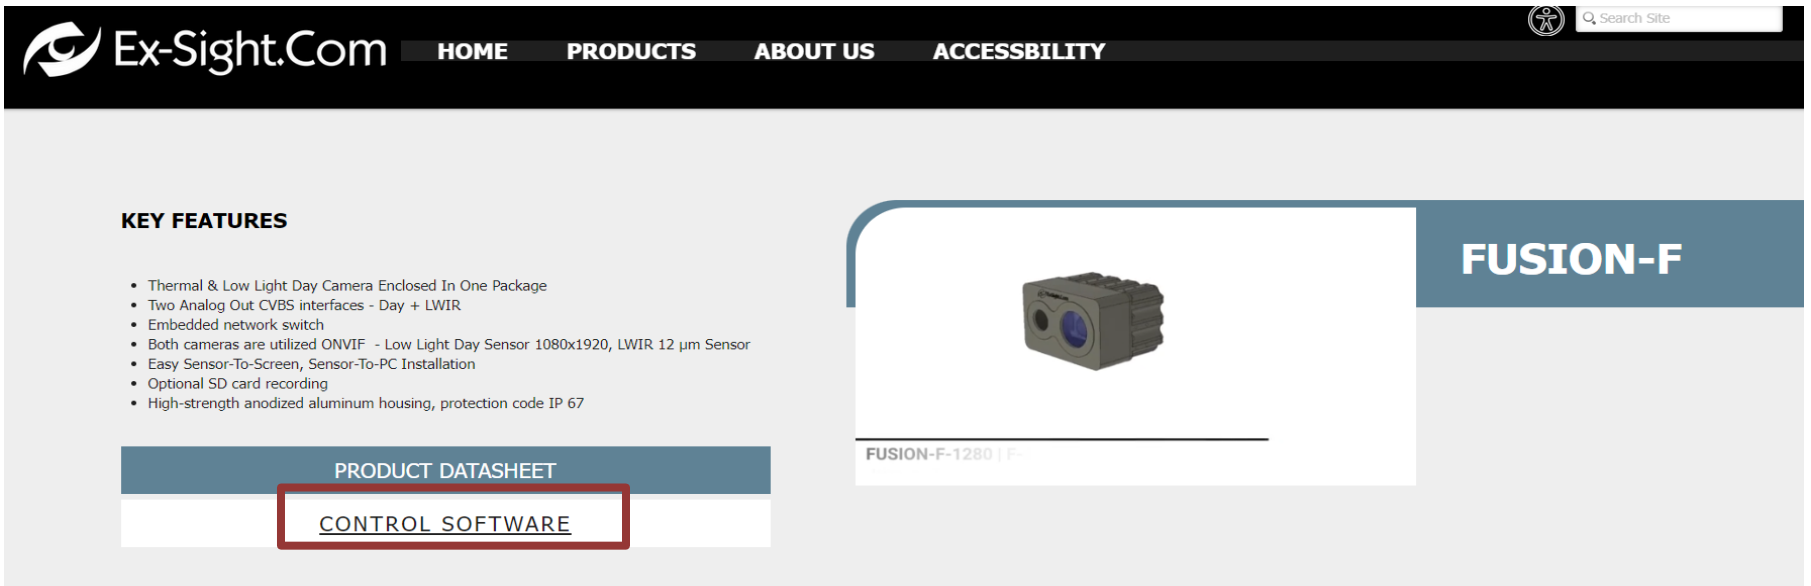 Ex-Sight.Com
HOME PRODUCTS ABOUT US ACCESSBILITY
Search Site
KEY FEATURES
• Thermal & Low Light Day Camera Enclosed In One Package
• Two Analog Out CVBS interfaces - Day + LWIR
• Embedded network switch
• Both cameras are utilized ONVIF - Low Light Day Sensor 1080x1920, LWIR 12 µm Sensor
• Easy Sensor-To-Screen, Sensor-To-PC Installation
• Optional SD card recording
• High-strength anodized aluminum housing, protection code IP 67
PRODUCT DATASHEET
CONTROL SOFTWARE
FUSION-F
FUSION-F-1280 | F-